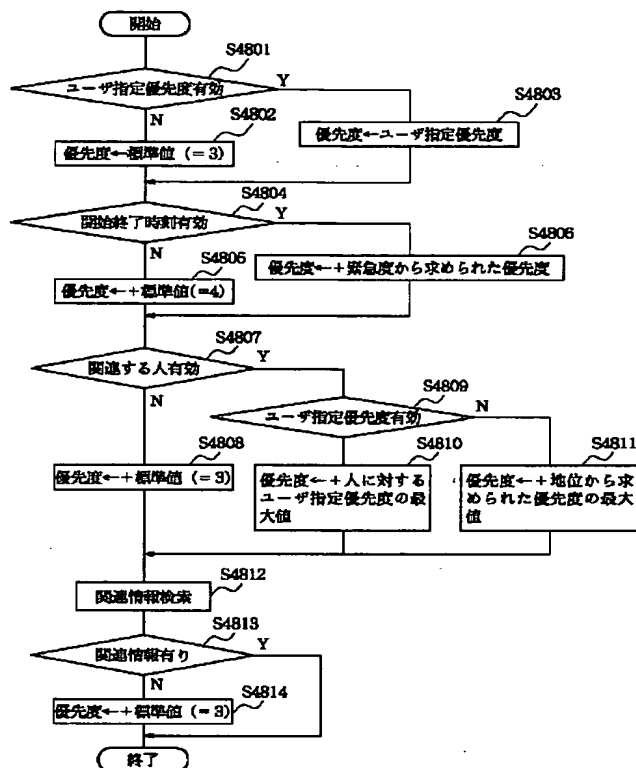 開始
S4801
ユーザ指定優先度有効
Y
N
S4802
S4803
優先度←標準値 (=3)
優先度←ユーザ指定優先度
S4804
開始終了時刻有効
Y
N
S4805
S4806
優先度←+標準値(=4)
優先度←+緊急度から求められた優先度
S4807
関連する人有効
Y
N
S4809
ユーザ指定優先度有効
N
S4808
S4810
S4811
優先度←+標準値 (=3)
優先度←+人に対する
ユーザ指定優先度の最
大値
優先度←+地位から求
められた優先度の最大
値
S4812
関連情報検索
S4813
関連情報有り
Y
N
S4814
優先度←+標準値 (=3)
終了